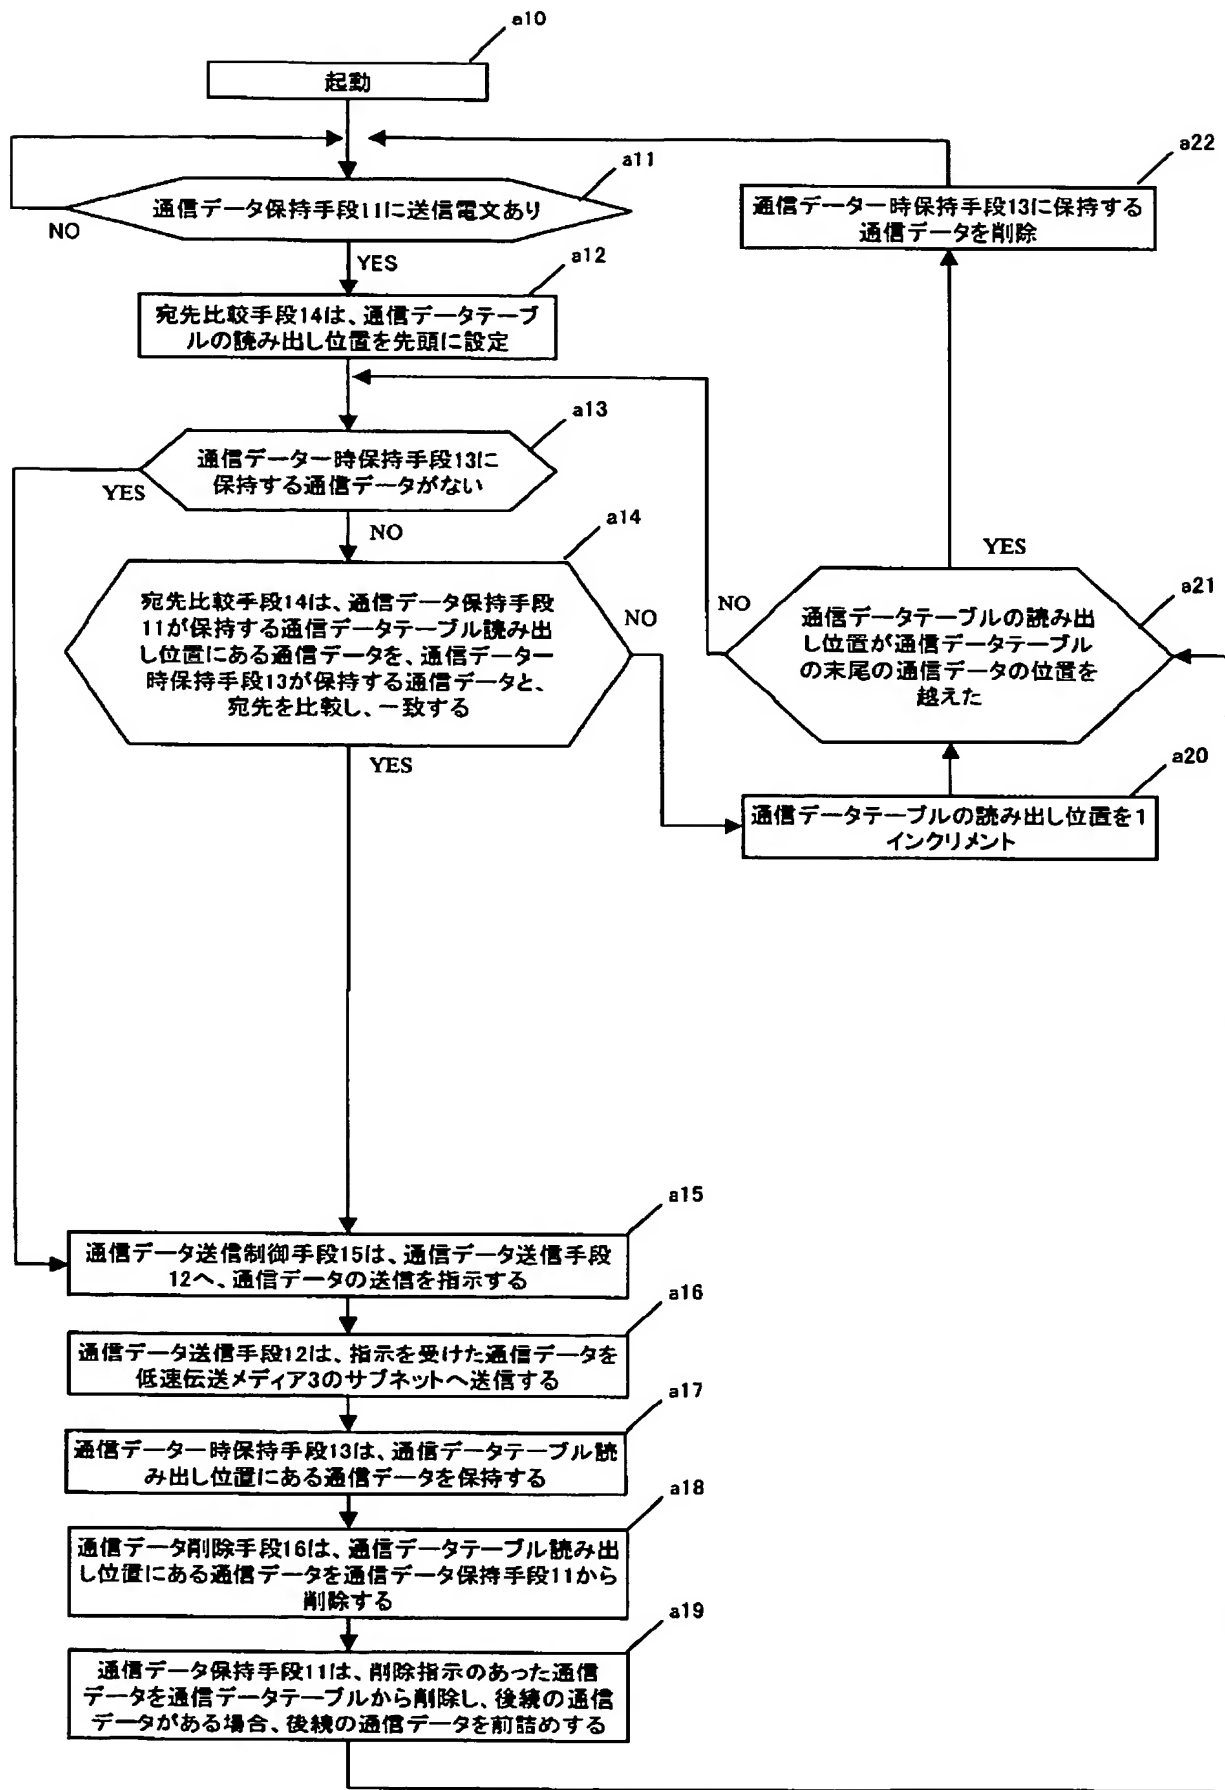 a10
起動
a11
通信データ保持手段11に送信電文あり
NO
YES
a12
宛先比較手段14は、通信データテーブ
ルの読み出し位置を先頭に設定
a13
通信データ一時保持手段13に
保持する通信データがない
YES
NO
a14
宛先比較手段14は、通信データ保持手段
11が保持する通信データテーブル読み出
し位置にある通信データを、通信データ一
時保持手段13が保持する通信データと、
宛先を比較し、一致する
NO
YES
a22
通信データ一時保持手段13に保持する
通信データを削除
YES
a21
NO
通信データテーブルの読み出
し位置が通信データテーブル
の末尾の通信データの位置を
越えた
a20
通信データテーブルの読み出し位置を1
インクリメント
a15
通信データ送信制御手段15は、通信データ送信手段
12へ、通信データの送信を指示する
a16
通信データ送信手段12は、指示を受けた通信データを
低速伝送メディア3のサブネットへ送信する
a17
通信データ一時保持手段13は、通信データテーブル読
み出し位置にある通信データを保持する
a18
通信データ削除手段16は、通信データテーブル読み出
し位置にある通信データを通信データ保持手段11から
削除する
a19
通信データ保持手段11は、削除指示のあった通信
データを通信データテーブルから削除し、後続の通信
データがある場合、後続の通信データを前詰めする